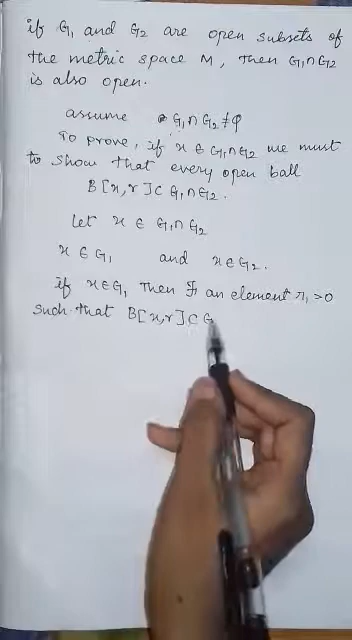 if G₁ and G₂ are open subsets of
the metric space M, then G₁∩G₂
is also open.
assume G₁∩G₂ ≠ φ
To prove, if x ∈ G₁∩G₂ we must
to show that every open ball
B[x,r] ⊂ G₁∩G₂.
Let x ∈ G₁∩G₂
x ∈ G₁ and x ∈ G₂.
if x ∈ G₁ then ∃ an element r₁ > 0
such that B[x,r] ⊂ G